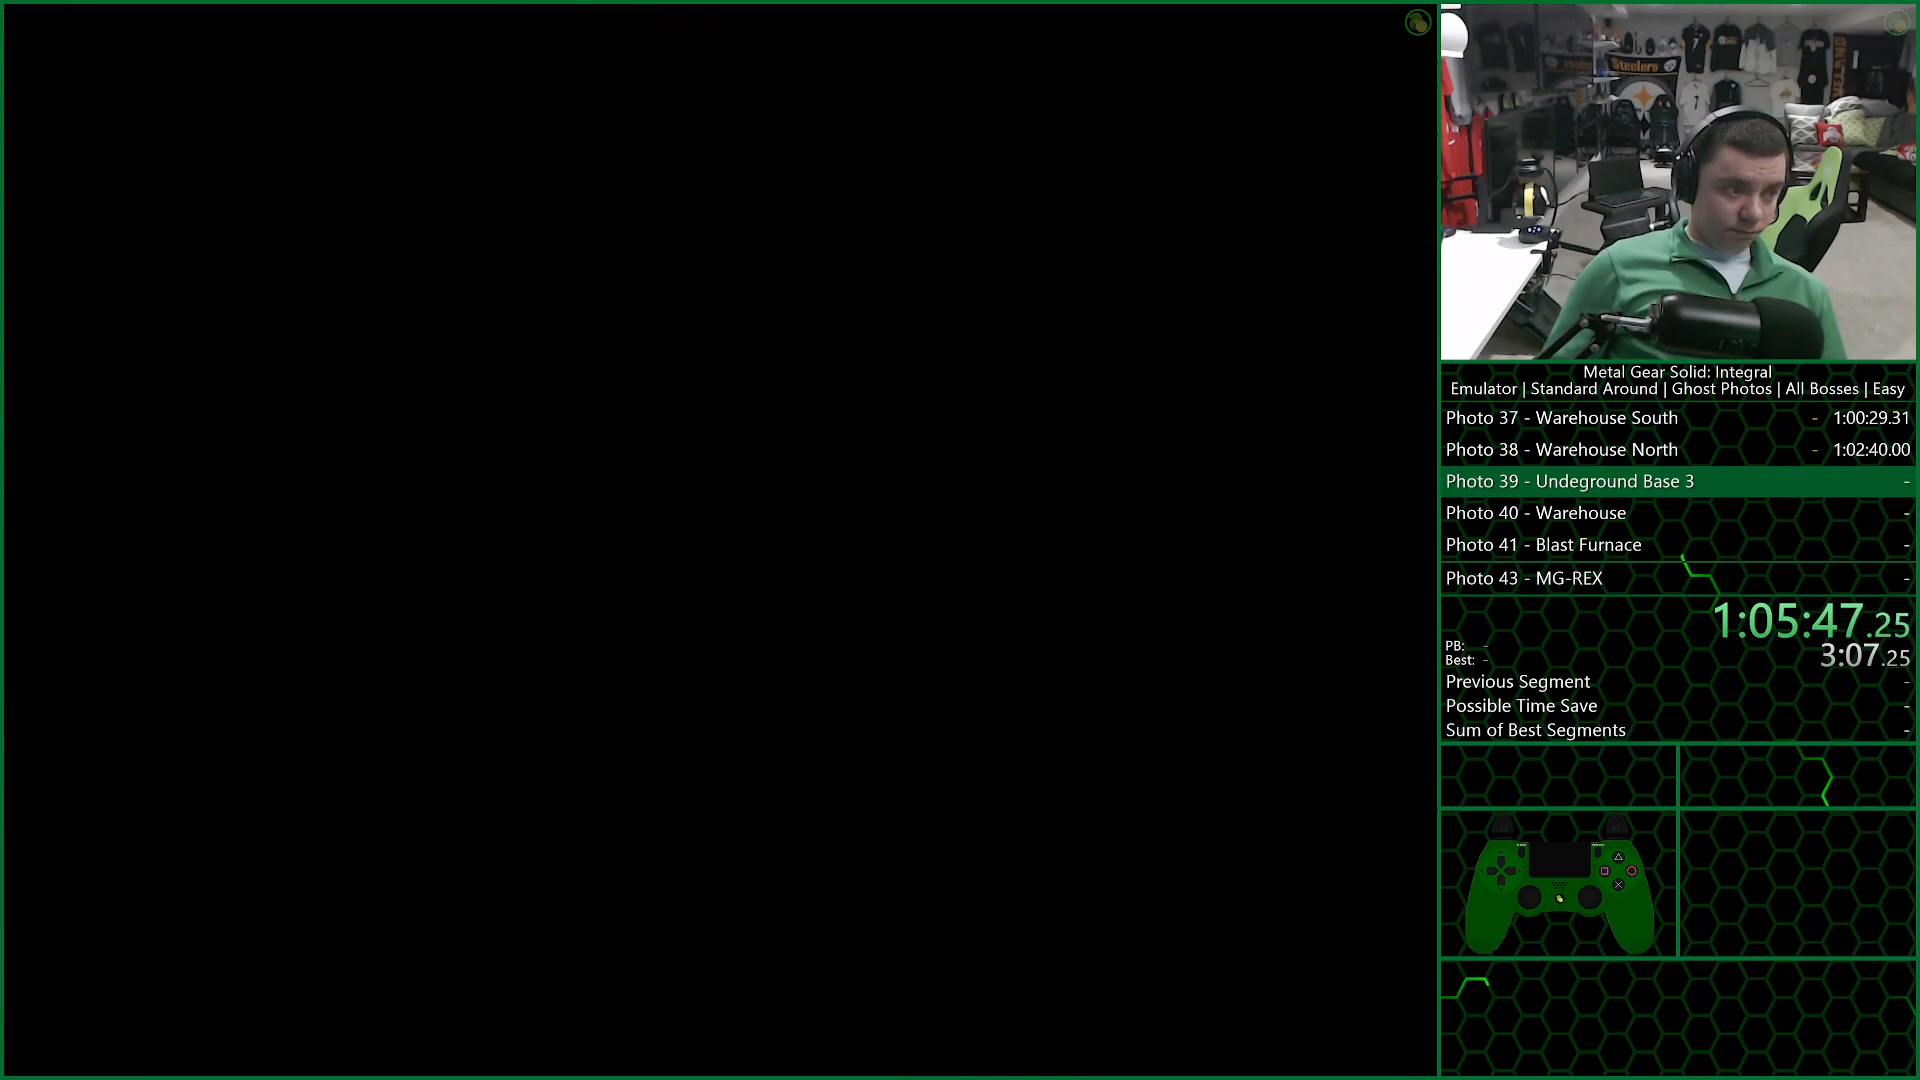 Steelers
7
7
Metal Gear Solid: Integral
Emulator | Standard Around | Ghost Photos | All Bosses | Easy
Photo 37 - Warehouse South - 1:00:29.31
Photo 38 - Warehouse North - 1:02:40.00
Photo 39 - Undeground Base 3 -
Photo 40 - Warehouse -
Photo 41 - Blast Furnace -
Photo 43 - MG-REX -
1:05:47.25
PB: -
3:07.25
Best: -
Previous Segment -
Possible Time Save -
Sum of Best Segments -